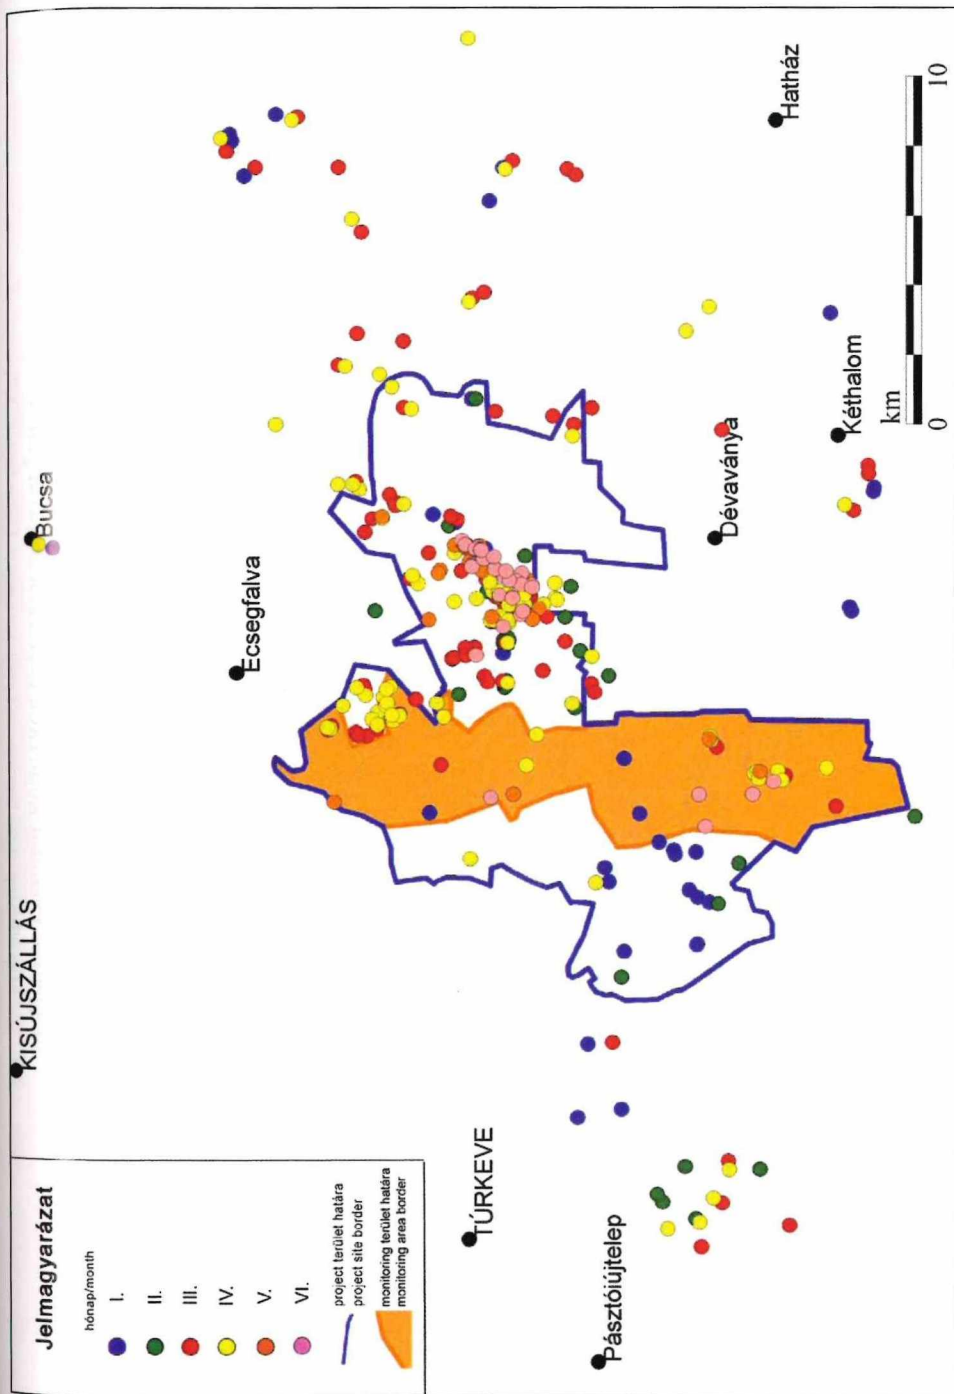 Jelmagyarázat
hónap/month
I.
II.
III.
IV.
V.
VI.
project terület határa
project site border
monitoring terület határa
monitoring area border
KISÚJSZÁLLÁS
Bucsa
Ecsegfalva
TÚRKEVE
Pásztóiújtelep
Dévaványa
Kéthalom
Hatház
km
0
10